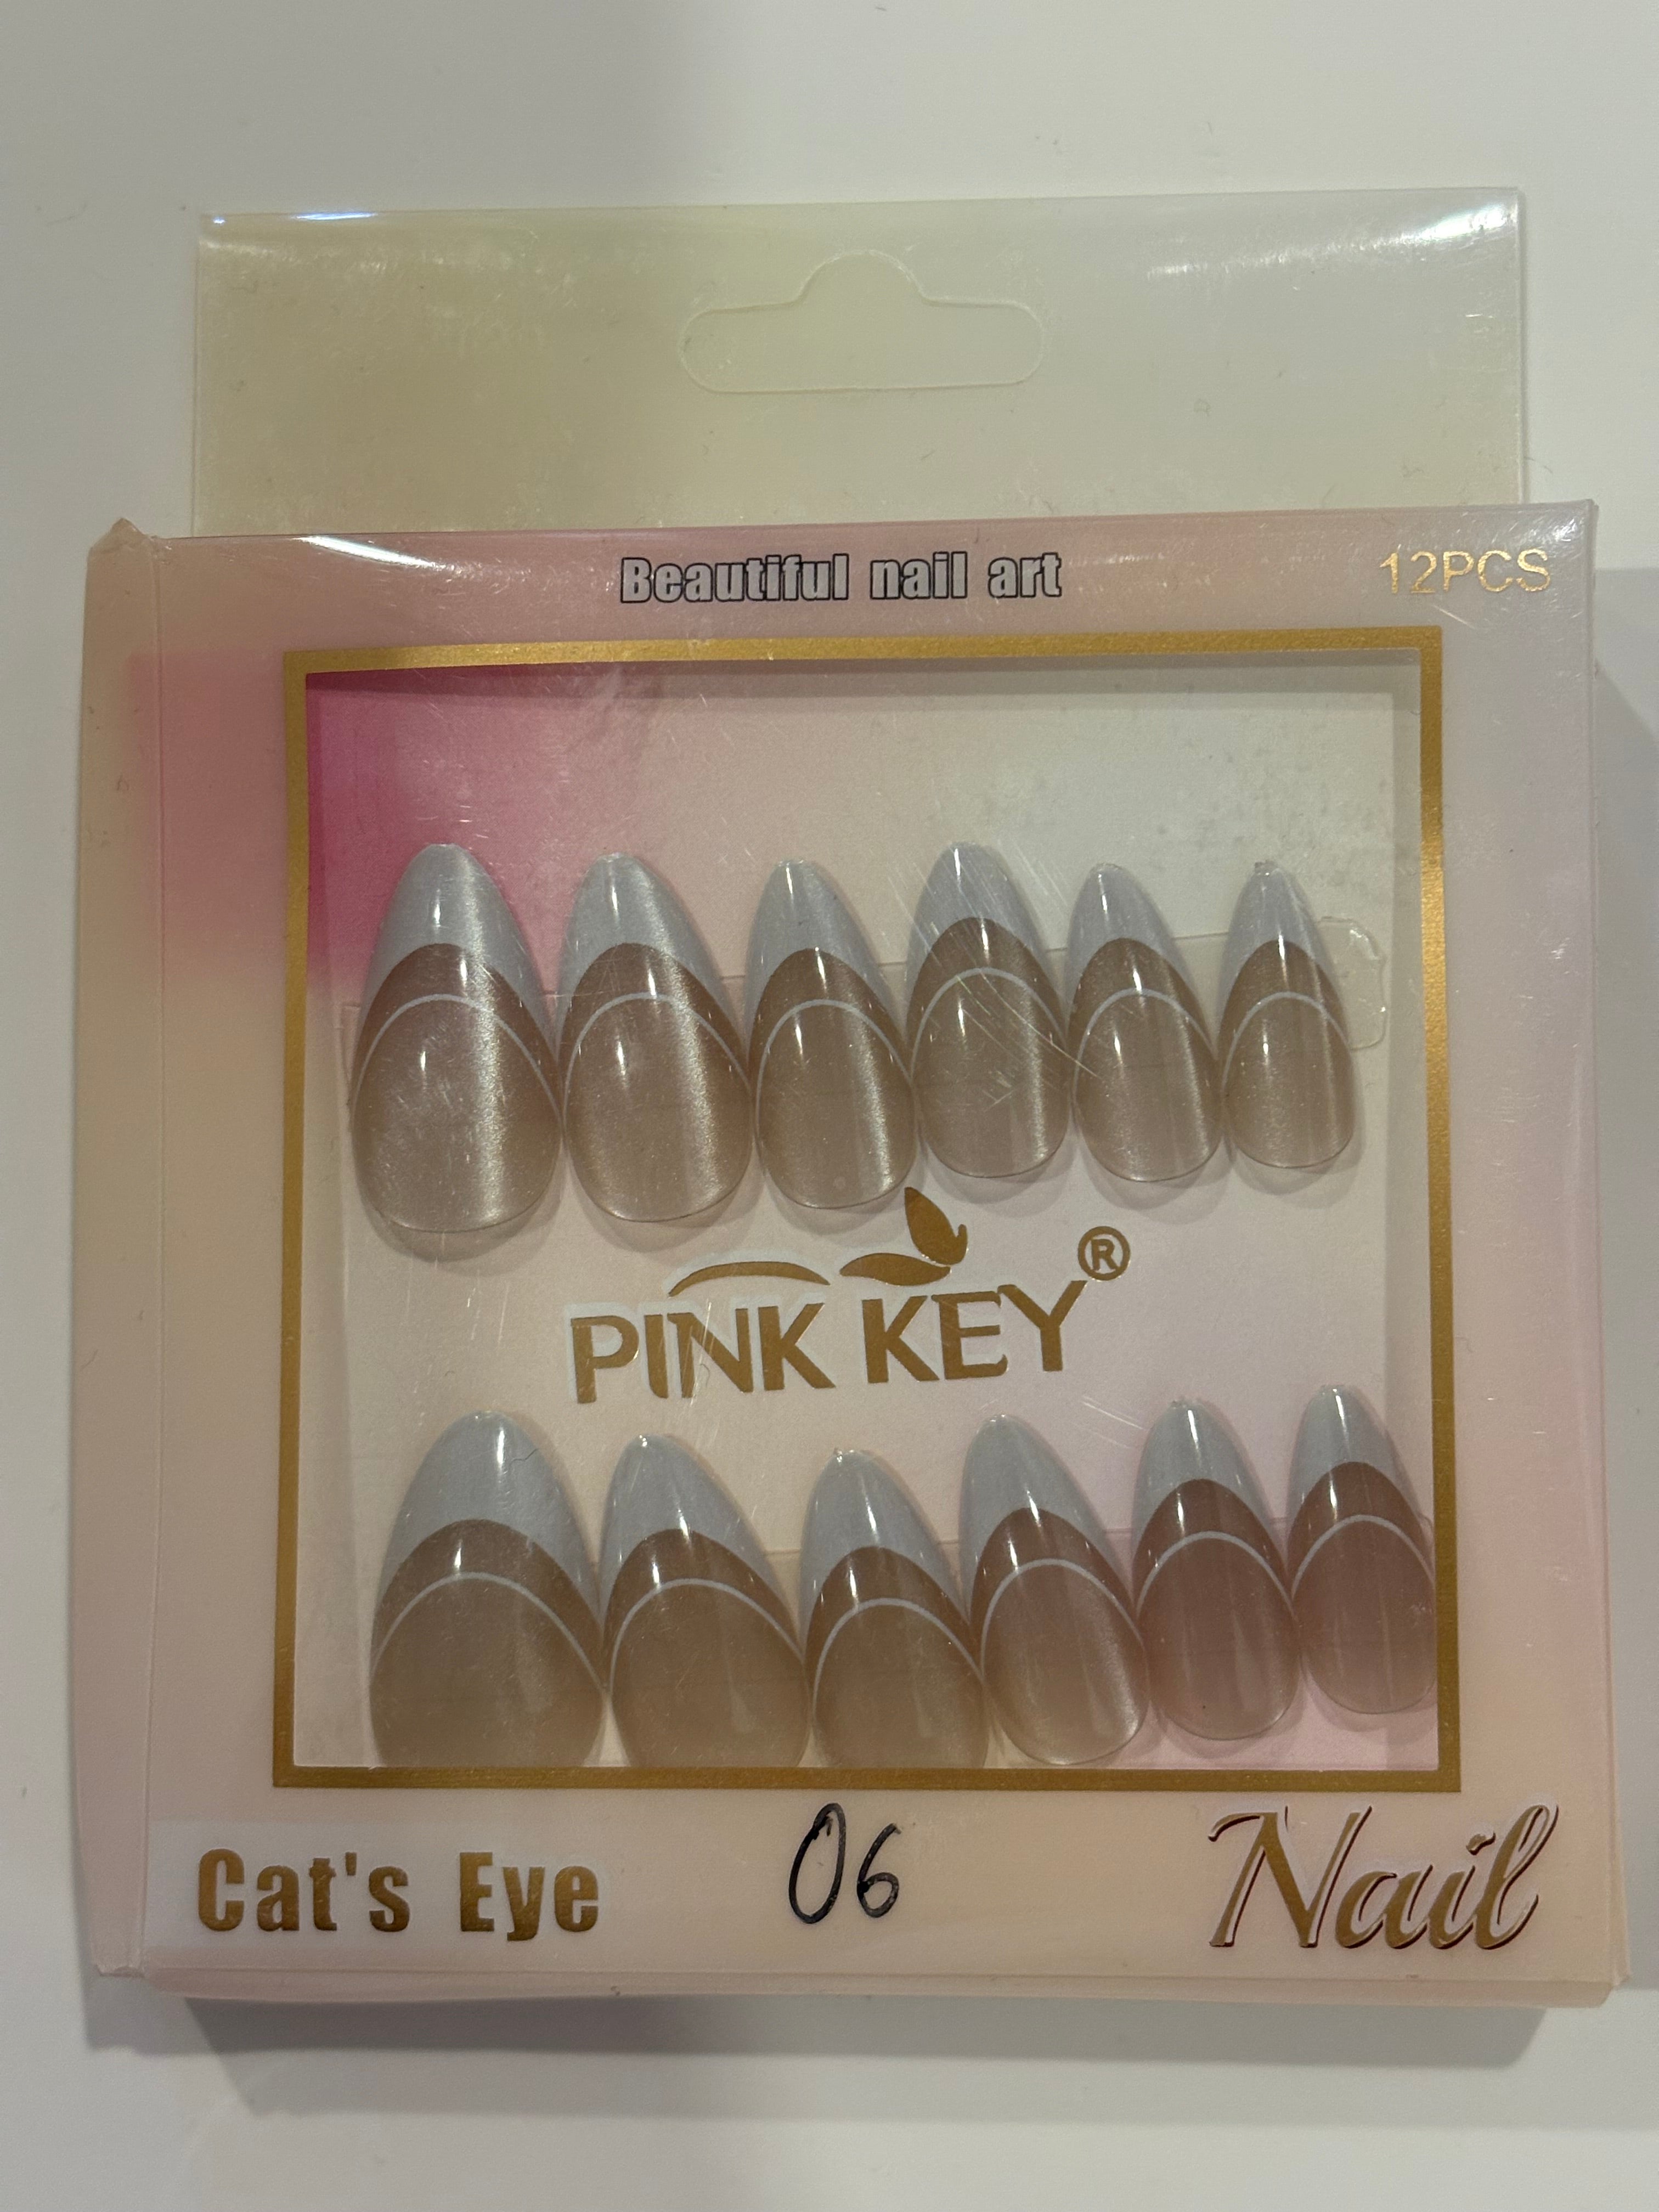 Beautiful nail art
12PCS
PINK KEY®
Cat's Eye
06
Nail